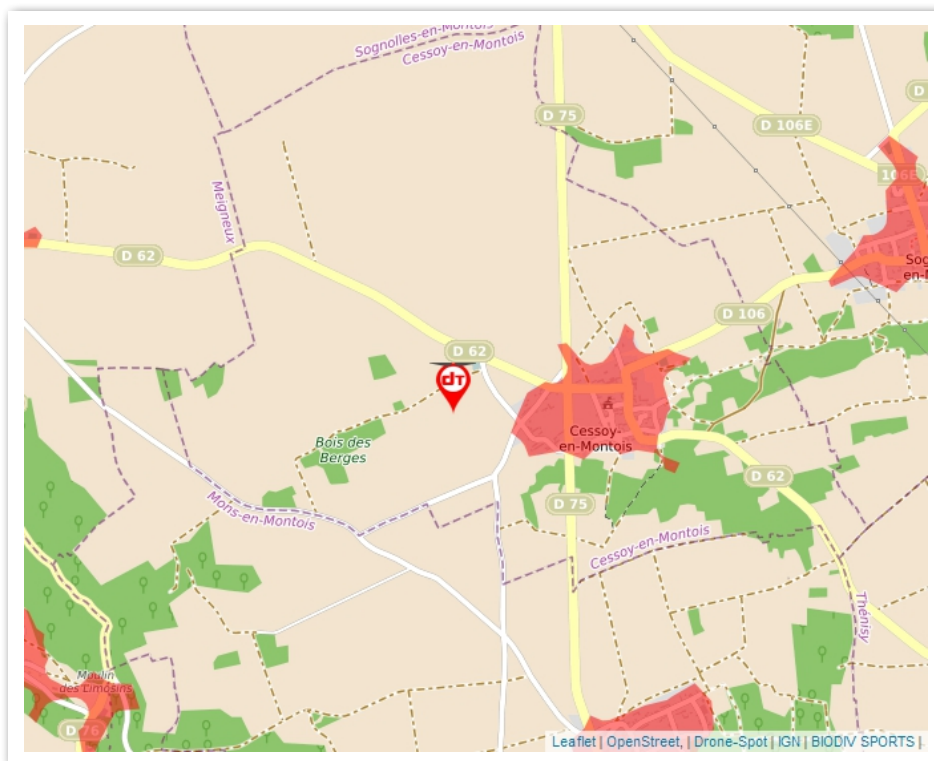 Sognolles-en-Montois
Cessoy-en-Montois
D 75
D 106E
D
106E
Meigneux
D 62
Sog
en-M
D 106
D 62
dT
Cessoy-
en-Montois
Bois des
Berges
D 62
Mons-en-Montois
D 75
Cessoy-en-Montois
Thénisy
Moulin
des Limosins
D 76
Leaflet | OpenStreet, | Drone-Spot | IGN | BIODIV SPORTS |